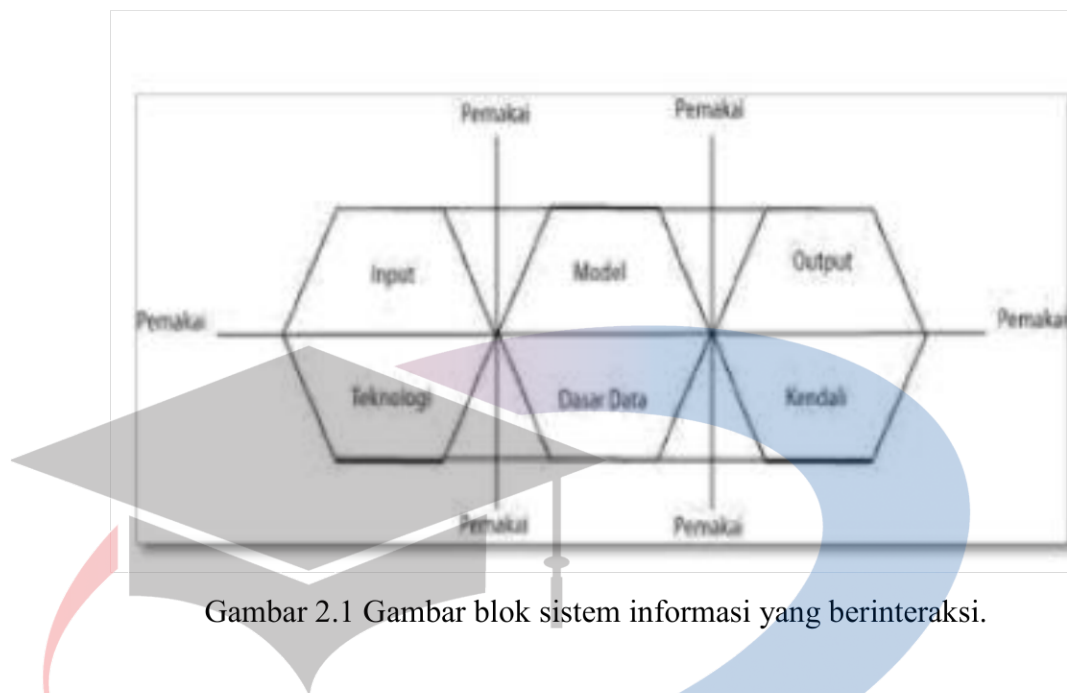 Pemakai Pemakai
Input Model Output
Pemakai Pemakai
Teknologi Dasar Data Kendali
Pemakai Pemakai
Gambar 2.1 Gambar blok sistem informasi yang berinteraksi.